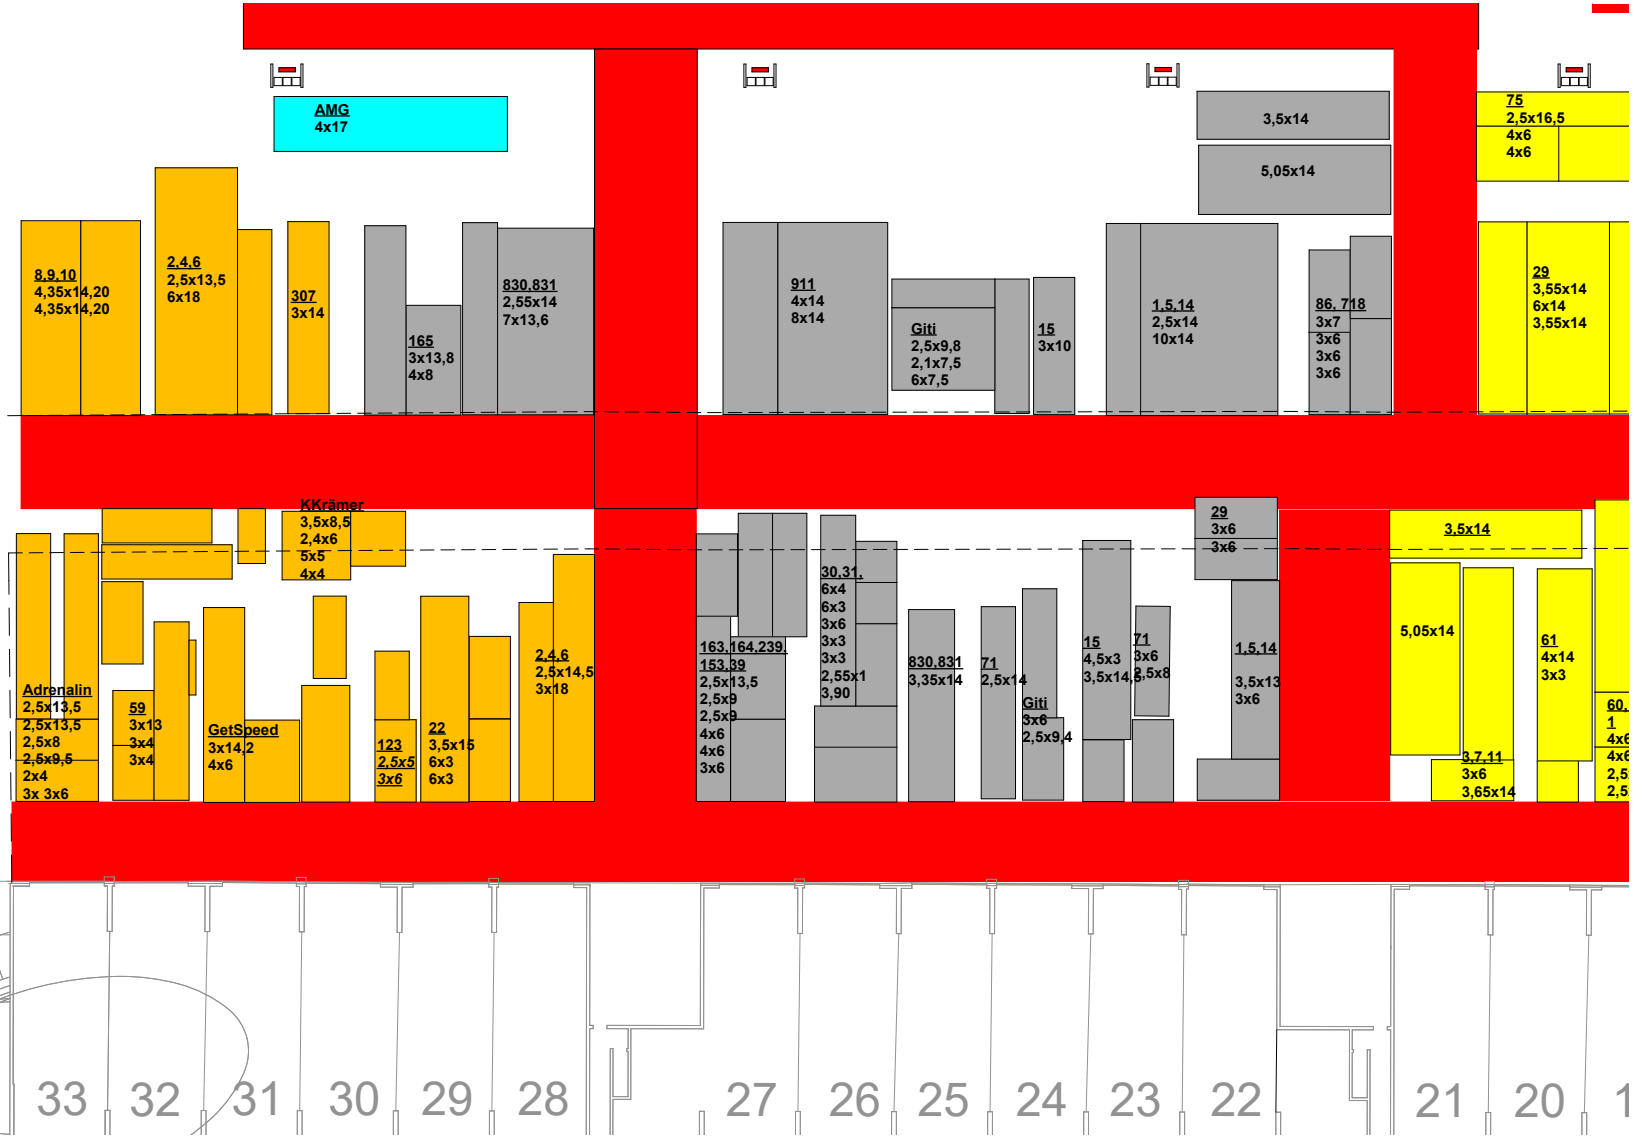 AMG
4x17
3,5x14
5,05x14
75
2,5x16,5
4x6
4x6
8,9,10
4,35x14,20
4,35x14,20
2,4,6
2,5x13,5
6x18
307
3x14
165
3x13,8
4x8
830,831
2,55x14
7x13,6
911
4x14
8x14
Giti
2,5x9,8
2,1x7,5
6x7,5
15
3x10
1,5,14
2,5x14
10x14
86, 718
3x7
3x6
3x6
3x6
29
3,55x14
6x14
3,55x14
KKrämer
3,5x8,5
2,4x6
5x5
4x4
Adrenalin
2,5x13,5
2,5x13,5
2,5x8
2,5x9,5
2x4
3x 3x6
59
3x13
3x4
3x4
GetSpeed
3x14,2
4x6
123
2,5x5
3x6
22
3,5x15
6x3
6x3
2,4,6
2,5x14,5
3x18
163,164,239,
153,39
2,5x13,5
2,5x9
2,5x9
4x6
4x6
3x6
30,31,
6x4
6x3
3x6
3x3
3x3
2,55x1
3,90
830,831
3,35x14
71
2,5x14
Giti
3x6
2,5x9,4
15
4,5x3
3,5x14,5
71
3x6
2,5x8
29
3x6
3x6
1,5,14
3,5x13
3x6
3,5x14
5,05x14
3,7,11
3x6
3,65x14
61
4x14
3x3
60,
1
4x6
4x6
2,5
2,5
33 32 31 30 29 28 27 26 25 24 23 22 21 20 1